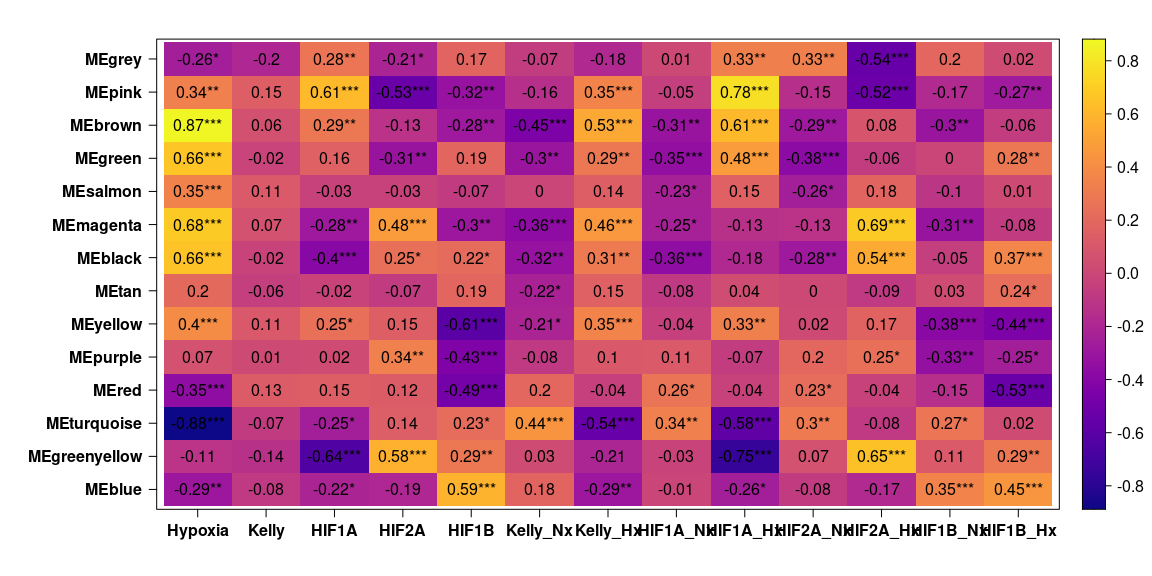 MEgrey -0.26* -0.2 0.28** -0.21* 0.17 -0.07 -0.18 0.01 0.33** 0.33** -0.54*** 0.2 0.02 0.8
MEpink 0.34** 0.15 0.61*** -0.53*** -0.32** -0.16 0.35*** -0.05 0.78*** -0.15 -0.52*** -0.17 -0.27**
MEbrown 0.87*** 0.06 0.29** -0.13 -0.28** -0.45*** 0.53*** -0.31** 0.61*** -0.29** 0.08 -0.3** -0.06 0.6
MEgreen 0.66*** -0.02 0.16 -0.31** 0.19 -0.3** 0.29** -0.35*** 0.48*** -0.38*** -0.06 0 0.28** 0.4
MEsalmon 0.35*** 0.11 -0.03 -0.03 -0.07 0 0.14 -0.23* 0.15 -0.26* 0.18 -0.1 0.01
MEmagenta 0.68*** 0.07 -0.28** 0.48*** -0.3** -0.36*** 0.46*** -0.25* -0.13 -0.13 0.69*** -0.31** -0.08 0.2
MEblack 0.66*** -0.02 -0.4*** 0.25* 0.22* -0.32** 0.31** -0.36*** -0.18 -0.28** 0.54*** -0.05 0.37*** 0.0
MEtan 0.2 -0.06 -0.02 -0.07 0.19 -0.22* 0.15 -0.08 0.04 0 -0.09 0.03 0.24*
MEyellow 0.4*** 0.11 0.25* 0.15 -0.61*** -0.21* 0.35*** -0.04 0.33** 0.02 0.17 -0.38*** -0.44*** -0.2
MEpurple 0.07 0.01 0.02 0.34** -0.43*** -0.08 0.1 0.11 -0.07 0.2 0.25* -0.33** -0.25*
MEred -0.35*** 0.13 0.15 0.12 -0.49*** 0.2 -0.04 0.26* -0.04 0.23* -0.04 -0.15 -0.53*** -0.4
MEturquoise -0.88*** -0.07 -0.25* 0.14 0.23* 0.44*** -0.54*** 0.34** -0.58*** 0.3** -0.08 0.27* 0.02 -0.6
MEgreenyellow -0.11 -0.14 -0.64*** 0.58*** 0.29** 0.03 -0.21 -0.03 -0.75*** 0.07 0.65*** 0.11 0.29**
MEblue -0.29** -0.08 -0.22* -0.19 0.59*** 0.18 -0.29** -0.01 -0.26* -0.08 -0.17 0.35*** 0.45*** -0.8
Hypoxia Kelly HIF1A HIF2A HIF1B Kelly_Nx Kelly_Hx HIF1A_Nx HIF1A_Hx HIF2A_Nx HIF2A_Hx HIF1B_Nx HIF1B_Hx